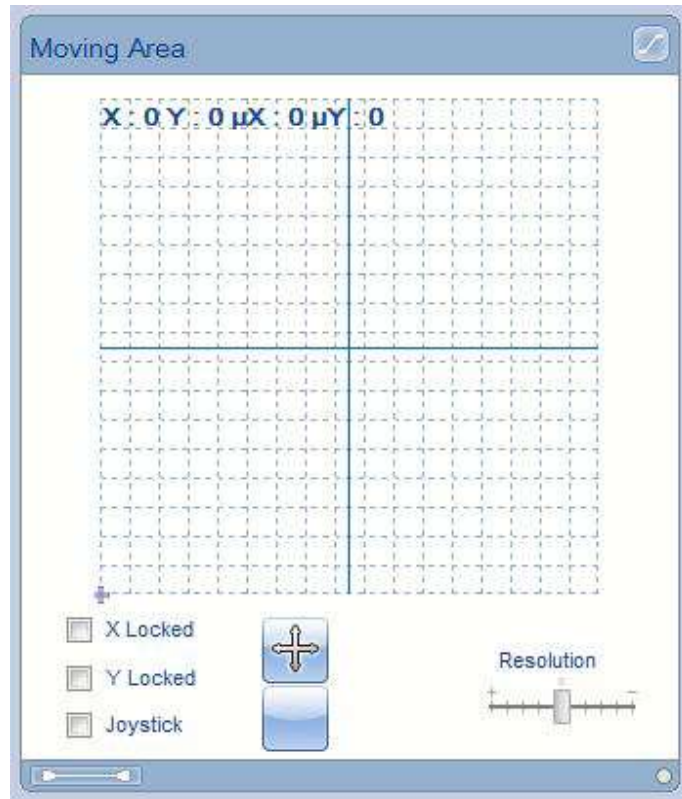 Moving Area
X : 0 Y : 0 µX : 0 µY : 0
X Locked
Resolution
Y Locked
+ -
Joystick